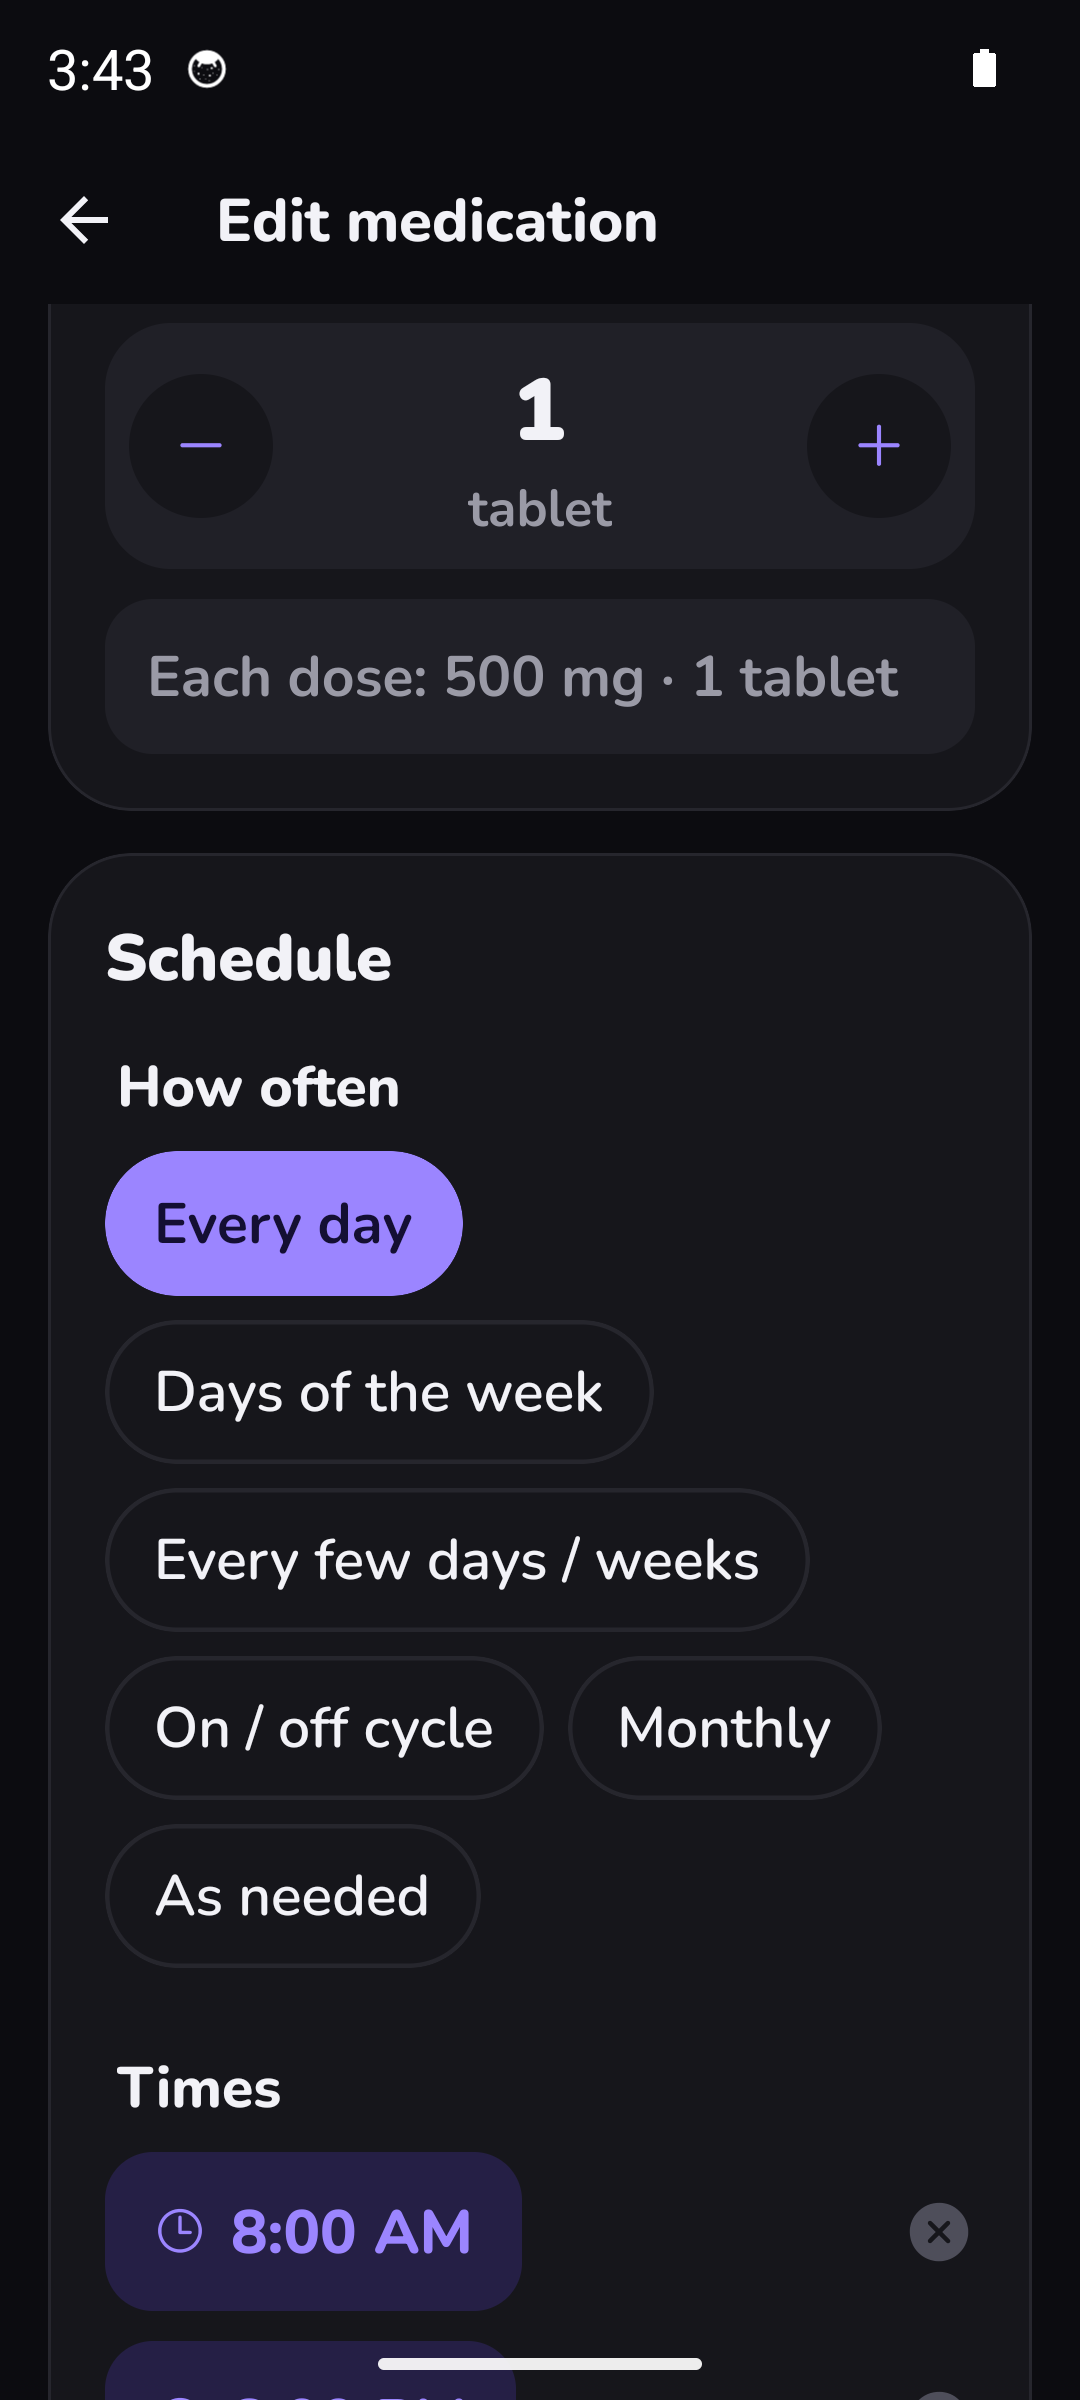 3:43
Edit medication
1
tablet
Each dose: 500 mg · 1 tablet
Schedule
How often
Every day
Days of the week
Every few days / weeks
On / off cycle
Monthly
As needed
Times
8:00 AM